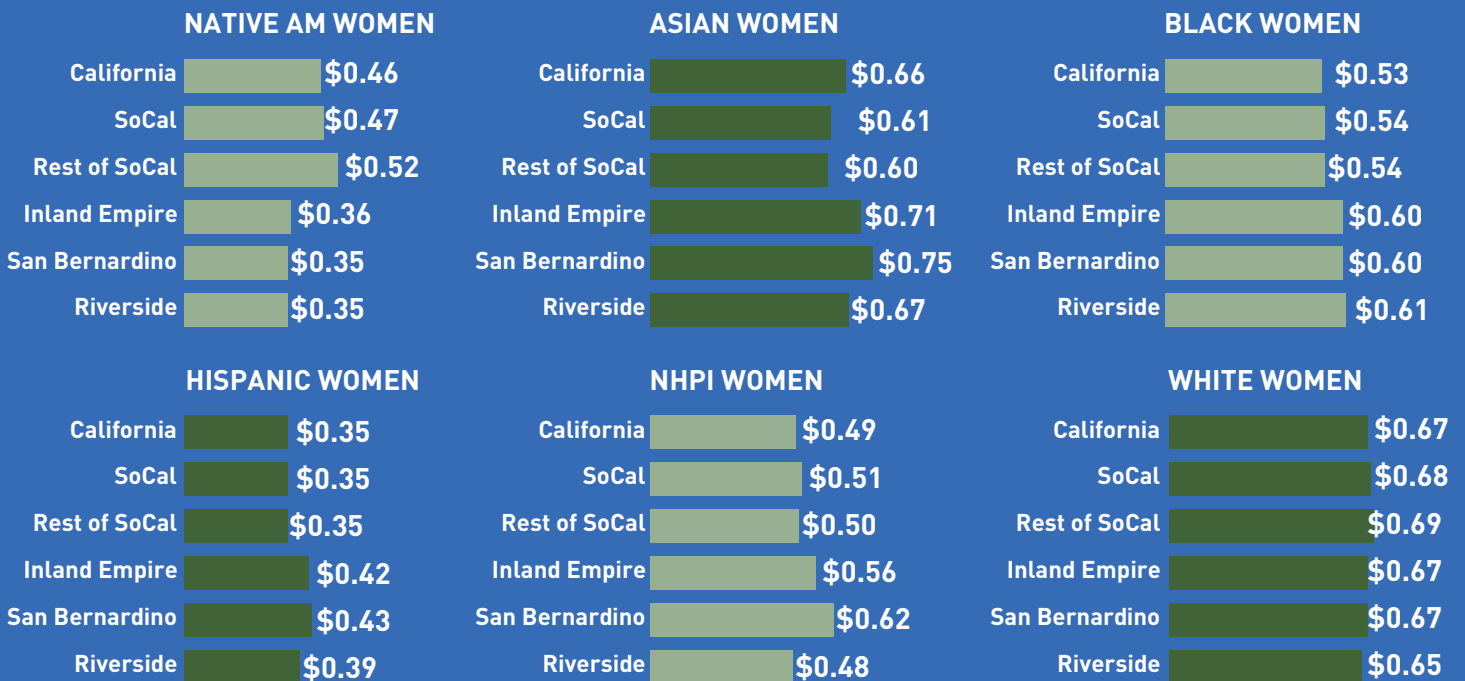 NATIVE AM WOMEN
California $0.46
SoCal $0.47
Rest of SoCal $0.52
Inland Empire $0.36
San Bernardino $0.35
Riverside $0.35
ASIAN WOMEN
California $0.66
SoCal $0.61
Rest of SoCal $0.60
Inland Empire $0.71
San Bernardino $0.75
Riverside $0.67
BLACK WOMEN
California $0.53
SoCal $0.54
Rest of SoCal $0.54
Inland Empire $0.60
San Bernardino $0.60
Riverside $0.61
HISPANIC WOMEN
California $0.35
SoCal $0.35
Rest of SoCal $0.35
Inland Empire $0.42
San Bernardino $0.43
Riverside $0.39
NHPI WOMEN
California $0.49
SoCal $0.51
Rest of SoCal $0.50
Inland Empire $0.56
San Bernardino $0.62
Riverside $0.48
WHITE WOMEN
California $0.67
SoCal $0.68
Rest of SoCal $0.69
Inland Empire $0.67
San Bernardino $0.67
Riverside $0.65